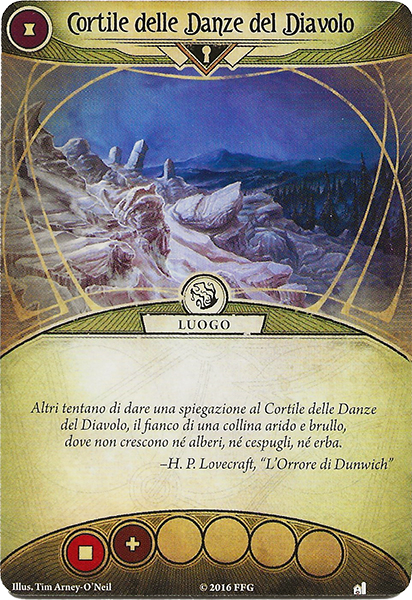 Cortile delle Danze del Diavolo
LUOGO
Altri tentano di dare una spiegazione al Cortile delle Danze
del Diavolo, il fianco di una collina arido e brullo,
dove non crescono né alberi, né cespugli, né erba.
–H. P. Lovecraft, “L’Orrore di Dunwich”
Illus. Tim Arney-O’Neil
© 2016 FFG